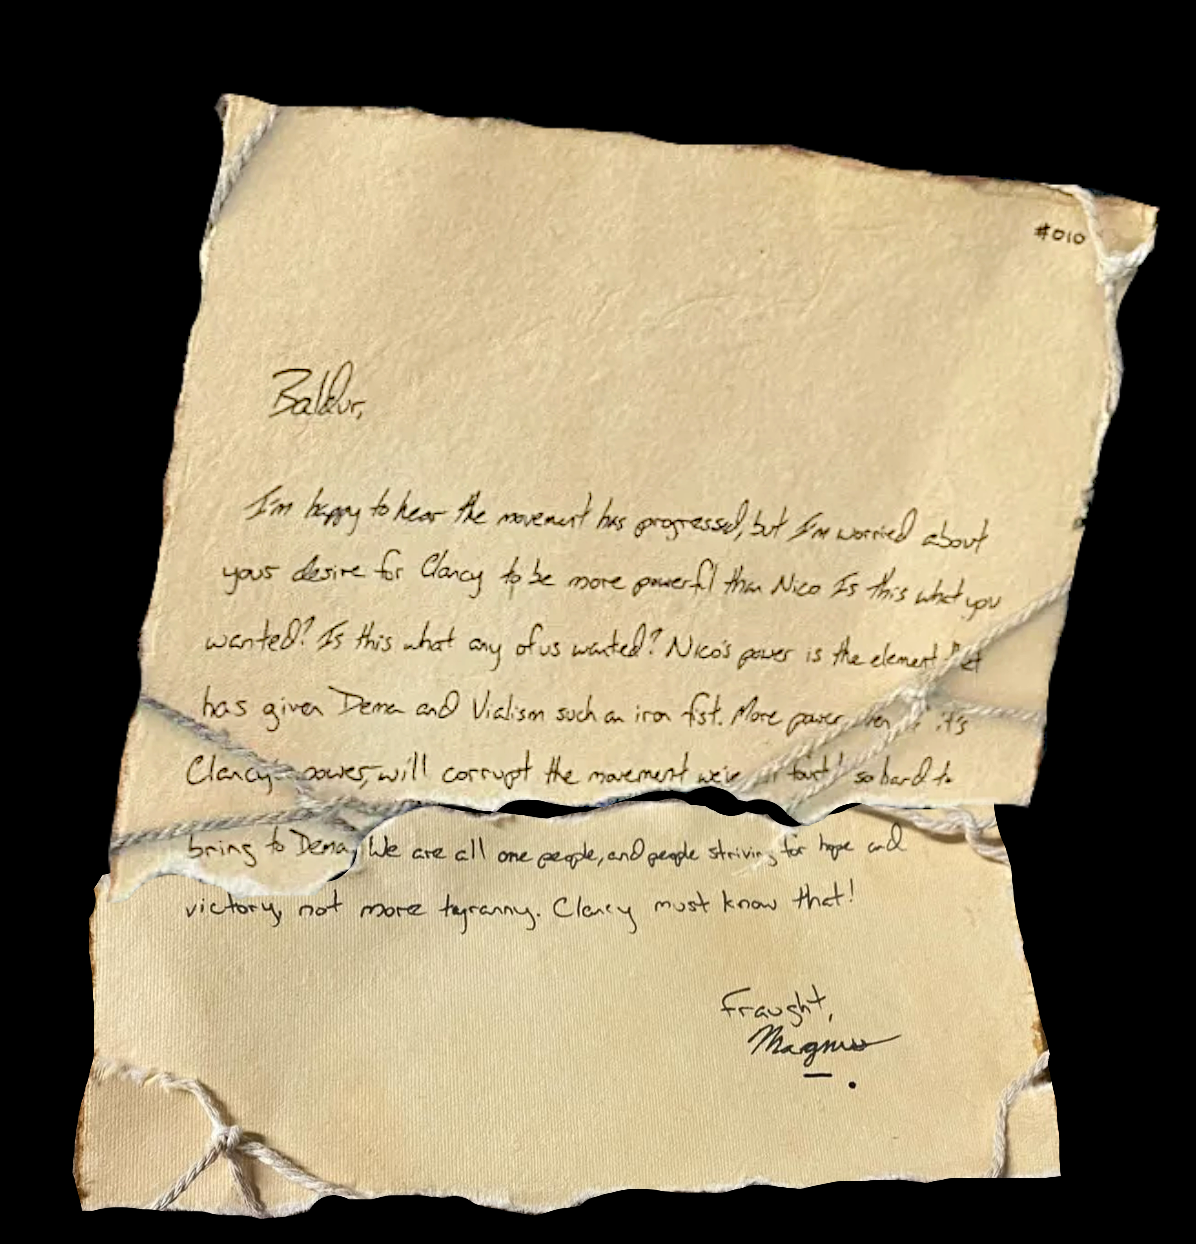 #010
Baldur,
I'm happy to hear the movement has progressed, but I'm worried about
your desire for Clancy to be more powerful than Nico Is this what you
wanted? Is this what any of us wanted? Nico's power is the element that
has given Dema and Vialism such an iron fist. More power, even if it's
Clancy's power, will corrupt the movement we've so hard to
bring to Dema, We are all one people, and people striving for hope and
victory, not more tyranny. Clancy must know that!
Fraught,
Magnus